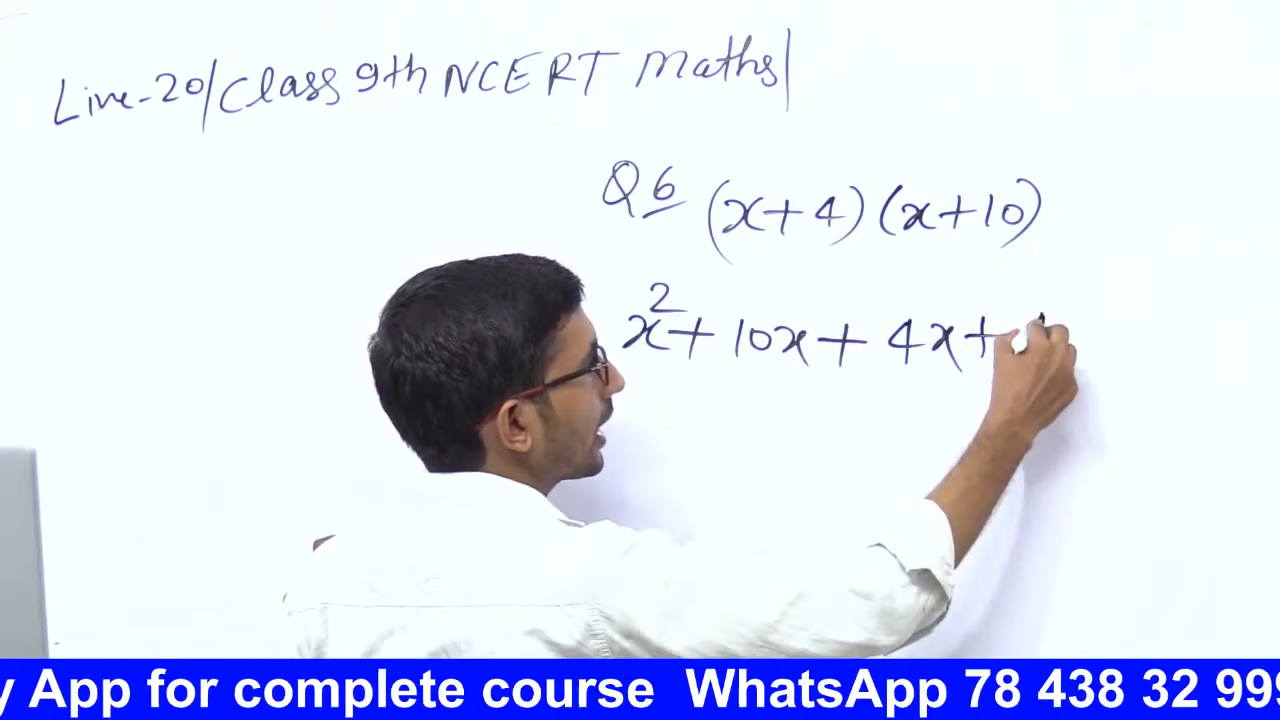 Live-20/Class 9th NCERT Maths|
Q6 (x+4)(x+10)
x²+10x+4x+
App for complete course WhatsApp 78 438 32 999